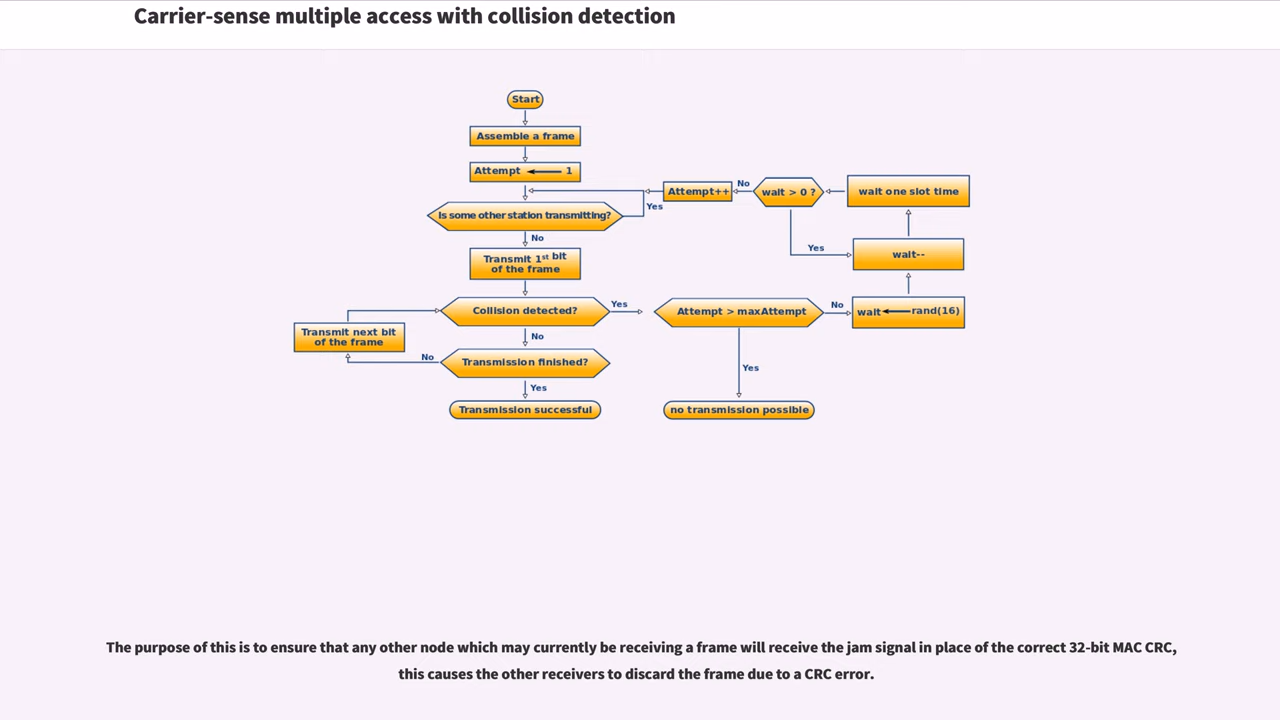 Carrier-sense multiple access with collision detection
Start
Assemble a frame
Attempt 1
Attempt++
No
wait > 0 ?
wait one slot time
Yes
Is some other station transmitting?
No
Yes
wait--
Transmit 1st bit
of the frame
Collision detected?
Yes
Attempt > maxAttempt
No
wait rand(16)
Transmit next bit
of the frame
No
No
Transmission finished?
Yes
Yes
Transmission successful
no transmission possible
The purpose of this is to ensure that any other node which may currently be receiving a frame will receive the jam signal in place of the correct 32-bit MAC CRC,
this causes the other receivers to discard the frame due to a CRC error.